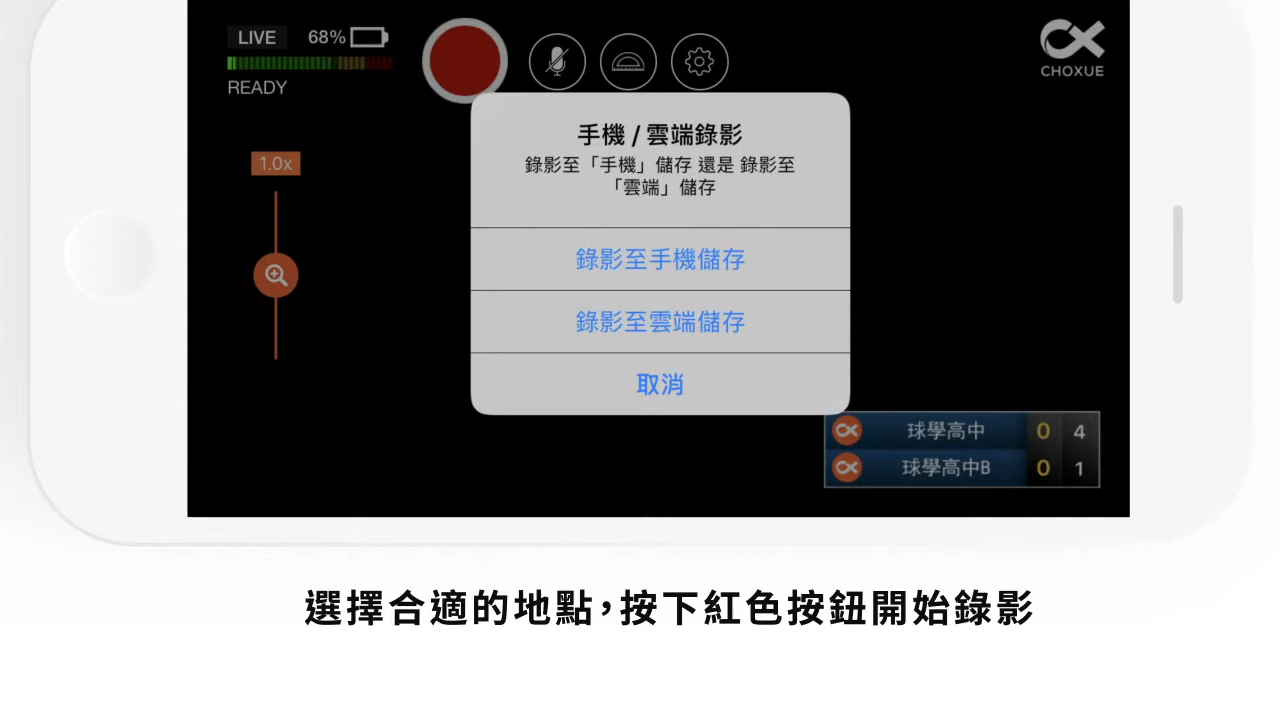 LIVE 68%
READY
CHOXUE
1.0x
手機 / 雲端錄影
錄影至「手機」儲存 還是 錄影至
「雲端」儲存
錄影至手機儲存
錄影至雲端儲存
取消
球學高中 0 4
球學高中B 0 1
選擇合適的地點，按下紅色按鈕開始錄影